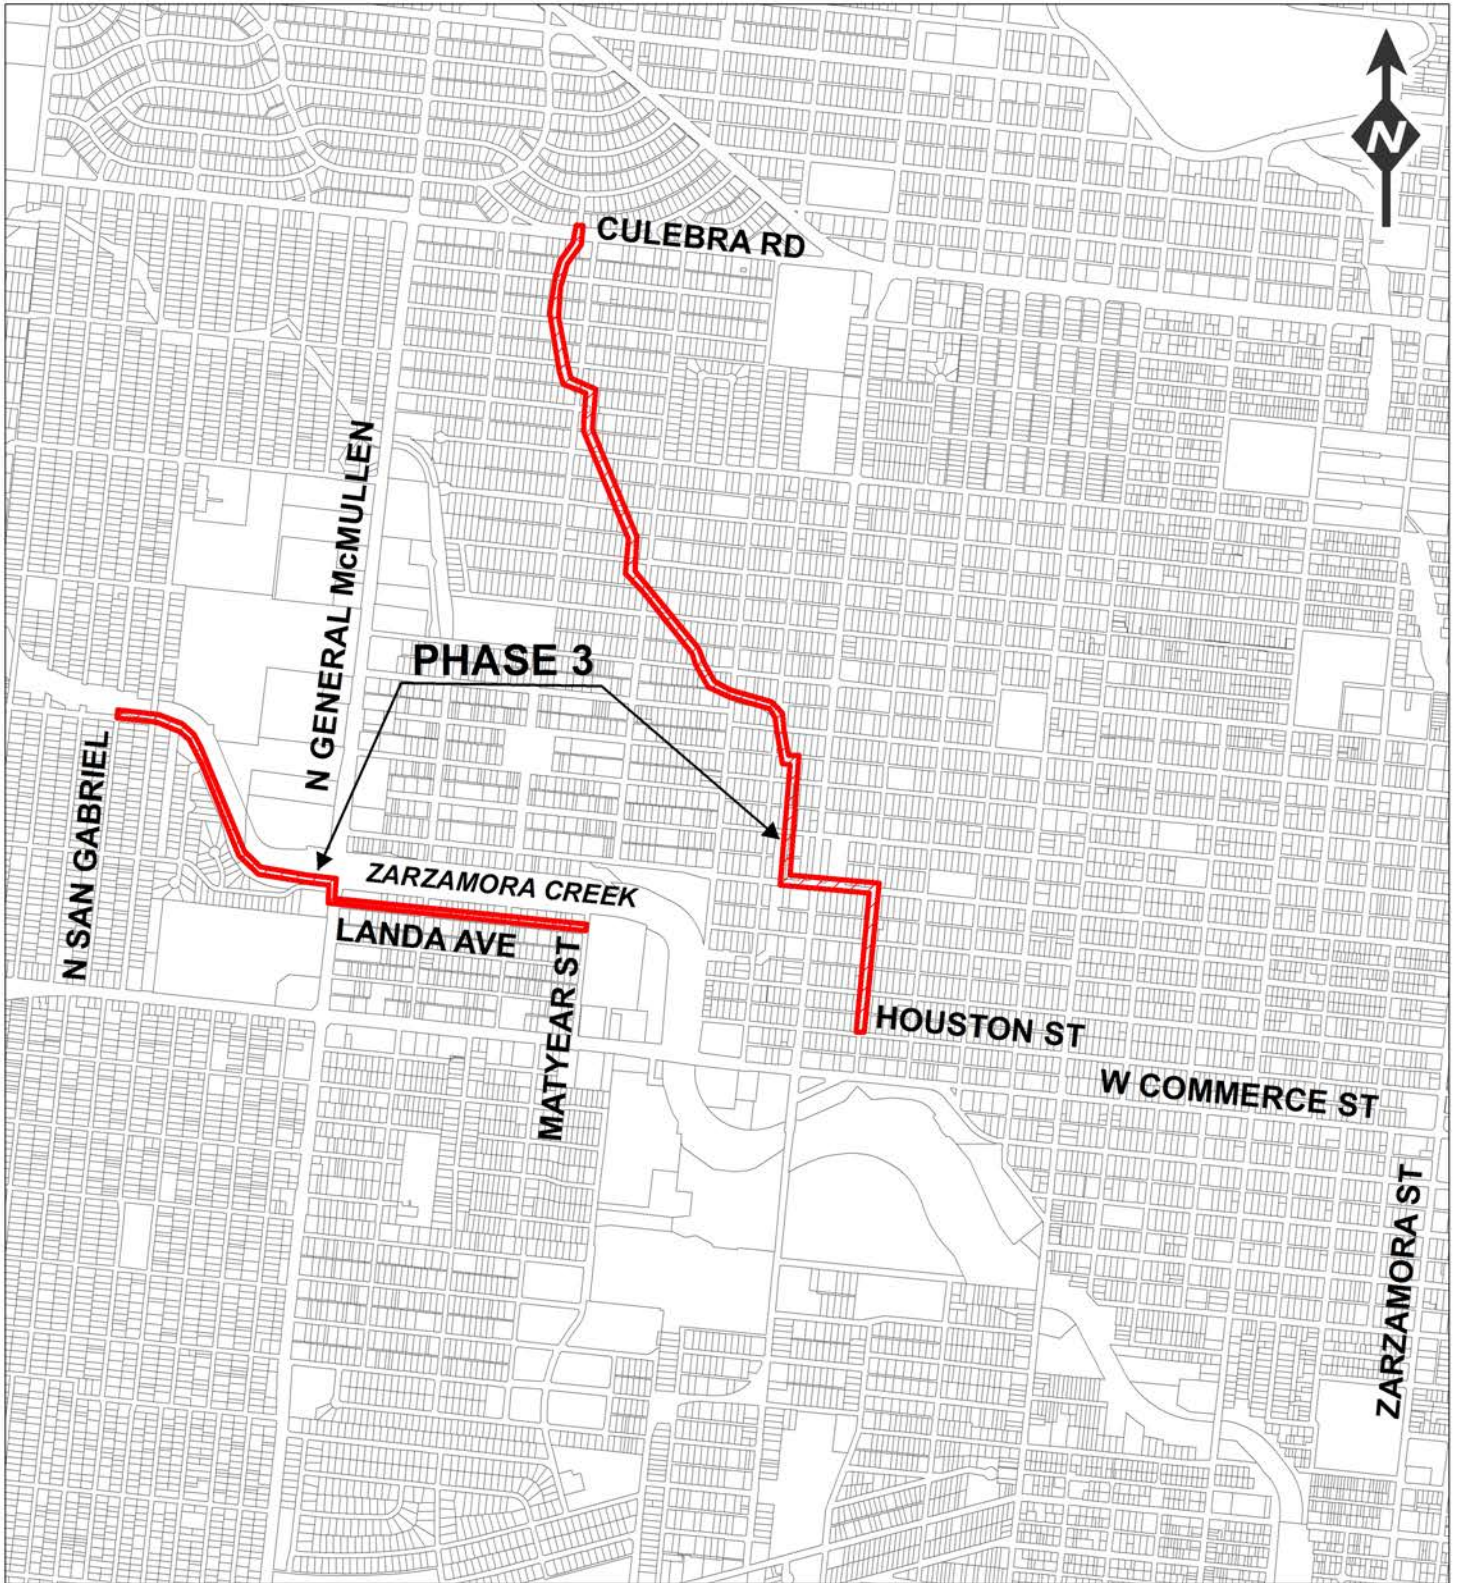 N
CULEBRA RD
N GENERAL McMULLEN
PHASE 3
N SAN GABRIEL
ZARZAMORA CREEK
LANDA AVE
MATYEAR ST
HOUSTON ST
W COMMERCE ST
ZARZAMORA ST